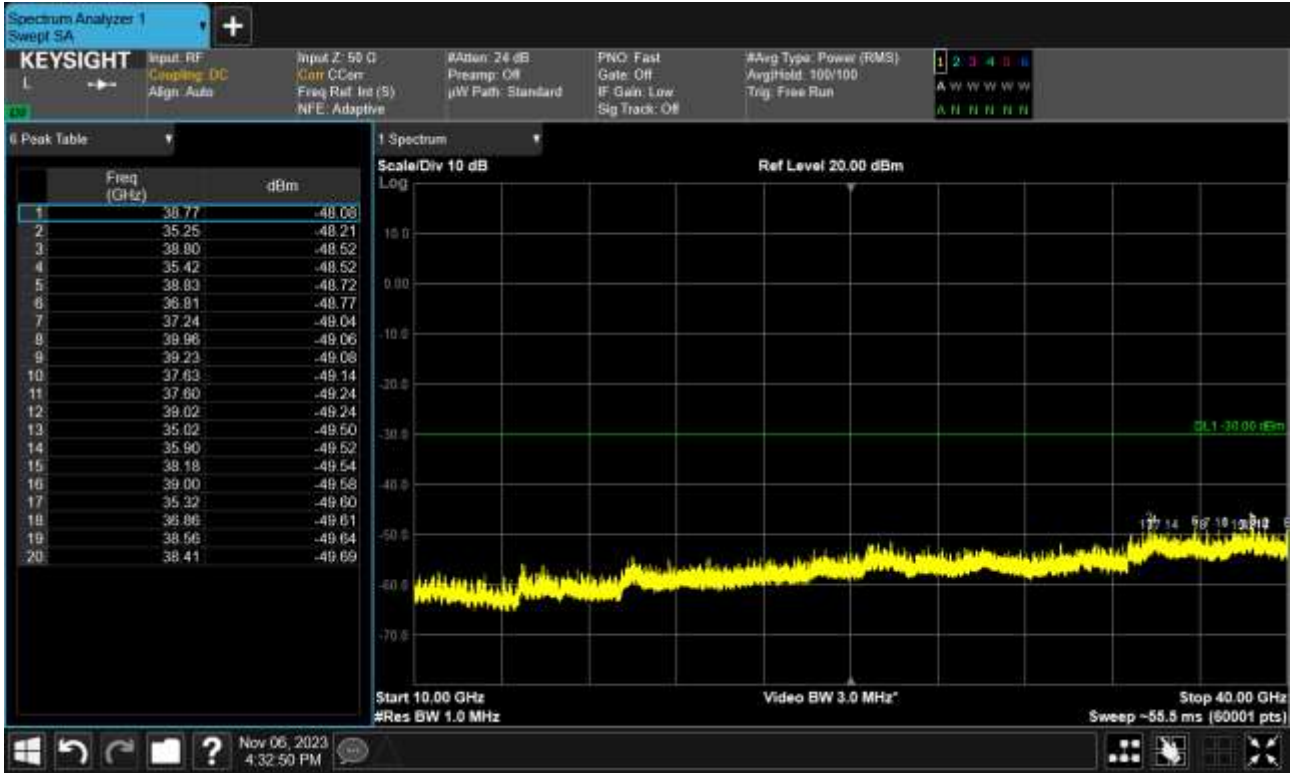 Spectrum Analyzer 1
Swept SA
KEYSIGHT
L
Input: RF
Coupling: DC
Align: Auto
Input Z: 50 Ω
Corr CCorr
Freq Ref: Int (S)
NFE: Adaptive
#Atten: 24 dB
Preamp: Off
µW Path: Standard
PNO: Fast
Gate: Off
IF Gain: Low
Sig Track: Off
#Avg Type: Power (RMS)
Avg|Hold: 100/100
Trig: Free Run
1 2 3 4 5 6
A W W W W W
A N N N N N
6 Peak Table
Freq (GHz) dBm
1 38.77 -48.08
2 35.25 -48.21
3 38.80 -48.52
4 35.42 -48.52
5 38.83 -48.72
6 36.81 -48.77
7 37.24 -49.04
8 39.96 -49.06
9 39.23 -49.08
10 37.63 -49.14
11 37.60 -49.24
12 39.02 -49.24
13 35.02 -49.50
14 35.90 -49.52
15 38.18 -49.54
16 39.00 -49.58
17 35.32 -49.60
18 36.86 -49.61
19 38.56 -49.64
20 38.41 -49.69
1 Spectrum
Scale/Div 10 dB
Ref Level 20.00 dBm
Log
10.0
0.00
-10.0
-20.0
-30.0
DL1 -30.00 dBm
-40.0
-50.0
-60.0
-70.0
Start 10.00 GHz
Video BW 3.0 MHz*
Stop 40.00 GHz
#Res BW 1.0 MHz
Sweep ~55.5 ms (60001 pts)
Nov 06, 2023
4:32:50 PM